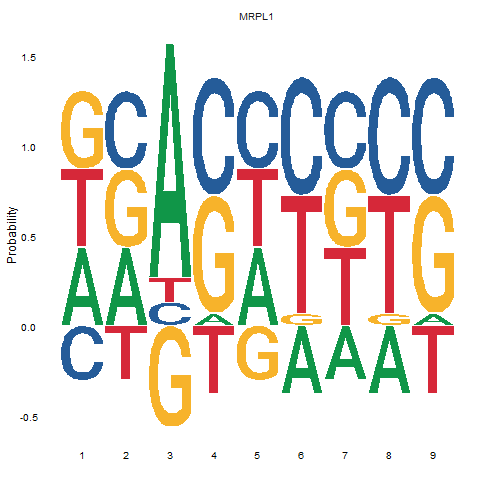 MRPL1
Probability
1.5
1.0
0.5
0.0
-0.5
G C A C C C C C C
T G T G T T G T G
A A C A A G T G A
C T G T G A A A T
1 2 3 4 5 6 7 8 9